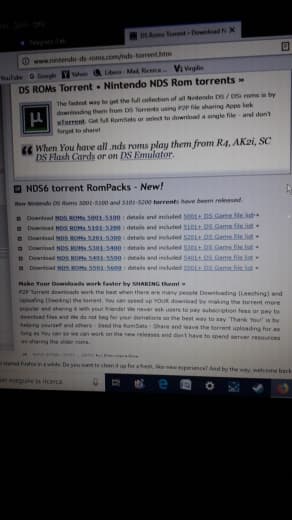 DS Roms Torrent • Download N
www.nintendo-ds-roms.com/nds-torrent.htm
YouTube Google Yahoo Libero - Mail, Ricerca ... Virgilio
DS ROMs Torrent • Nintendo NDS Rom torrents »
The fastest way to get the full collection of all Nintendo DS / DSi roms is by
downloading them from DS Torrents using P2P file sharing Apps liek
uTorrent. Get full RomSets or select to download a single file - and don't
forget to share!
When You have all .nds roms play them from R4, AK2i, SC
DS Flash Cards or on DS Emulator.
NDS6 torrent RomPacks - New!
New Nintendo DS Roms 5001-5100 and 5101-5200 torrents have been released.
Download NDS ROMs 5001-5100 : details and included 5001+ DS Game file list »
Download NDS ROMs 5101-5200 : details and included 5101+ DS Game file list »
Download NDS ROMs 5201-5300 : details and included 5201+ DS Game file list »
Download NDS ROMs 5301-5400 : details and included 5301+ DS Game file list »
Download NDS ROMs 5401-5500 : details and included 5401+ DS Game file list »
Download NDS ROMs 5501-5600 : details and included 5501+ DS Game file list »
Make Your Downloads work faster by SHARING them! »
P2P Torrent downloads work the best when there are many people Downloading (Leeching) and
Uploading (Seeding) the torrent. You can speed up YOUR download by making the torrent more
popular and sharing it with your friends! We never ask users to pay subscription fees or pay to
download files and We do not beg for donations so the best way to say "Thank You!" is by
helping yourself and others - Seed the RomSets - Share and leave the torrent uploading for as
long as You can so we can work on the new releases and don't have to spend server resources
on sharing the older roms.
started Firefox in a while. Do you want to clean it up for a fresh, like-new experience? And by the way, welcome back